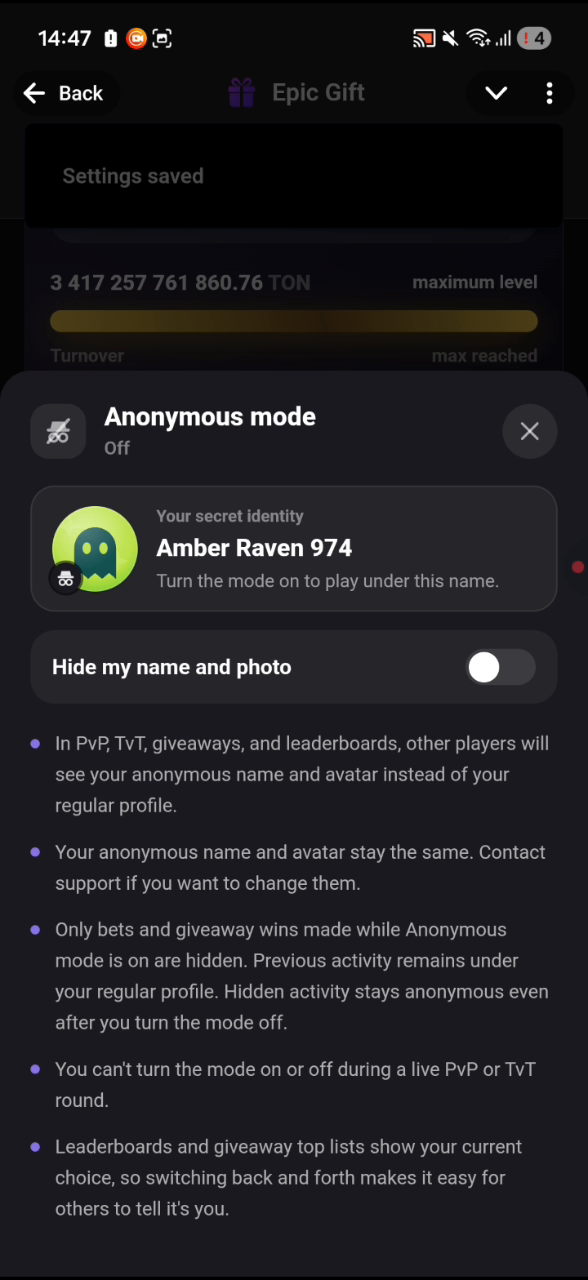 14:47
4
Back
Epic Gift
Settings saved
3 417 257 761 860.76 TON
maximum level
Turnover
max reached
Anonymous mode
Off
Your secret identity
Amber Raven 974
Turn the mode on to play under this name.
Hide my name and photo
In PvP, TvT, giveaways, and leaderboards, other players will
see your anonymous name and avatar instead of your
regular profile.
Your anonymous name and avatar stay the same. Contact
support if you want to change them.
Only bets and giveaway wins made while Anonymous
mode is on are hidden. Previous activity remains under
your regular profile. Hidden activity stays anonymous even
after you turn the mode off.
You can't turn the mode on or off during a live PvP or TvT
round.
Leaderboards and giveaway top lists show your current
choice, so switching back and forth makes it easy for
others to tell it's you.